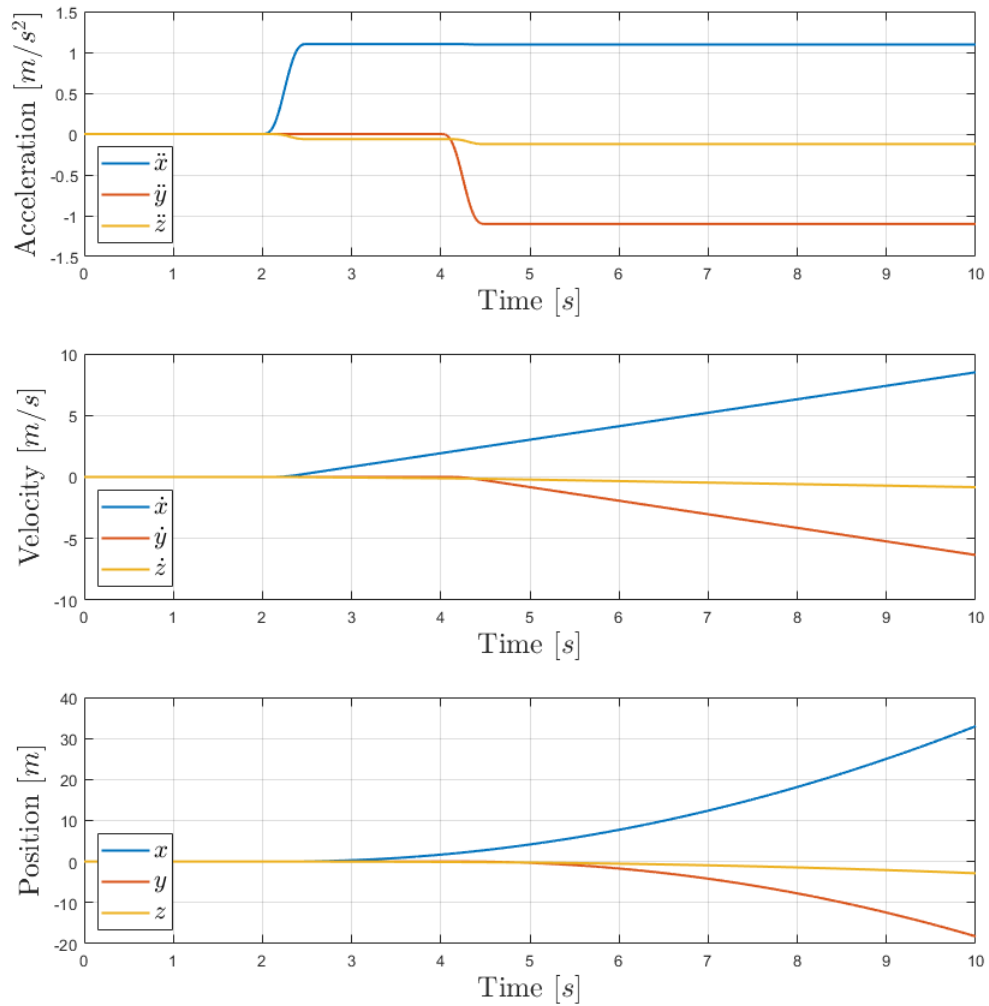 Acceleration [m/s²]
1.5
1
0.5
0
-0.5
-1
-1.5
ẍ
ÿ
z̈
0 1 2 3 4 5 6 7 8 9 10
Time [s]
Velocity [m/s]
10
5
0
-5
-10
ẋ
ẏ
ż
0 1 2 3 4 5 6 7 8 9 10
Time [s]
Position [m]
40
30
20
10
0
-10
-20
x
y
z
0 1 2 3 4 5 6 7 8 9 10
Time [s]